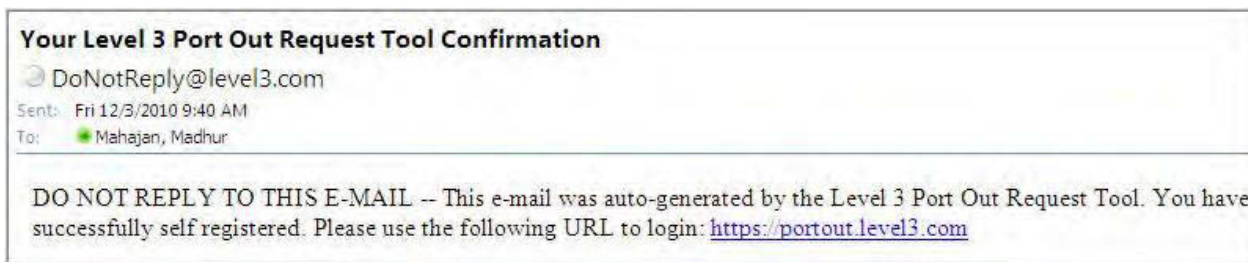 Your Level 3 Port Out Request Tool Confirmation
DoNotReply@level3.com
Sent: Fri 12/3/2010 9:40 AM
To: Mahajan, Madhur
DO NOT REPLY TO THIS E-MAIL -- This e-mail was auto-generated by the Level 3 Port Out Request Tool. You have
successfully self registered. Please use the following URL to login: https://portout.level3.com